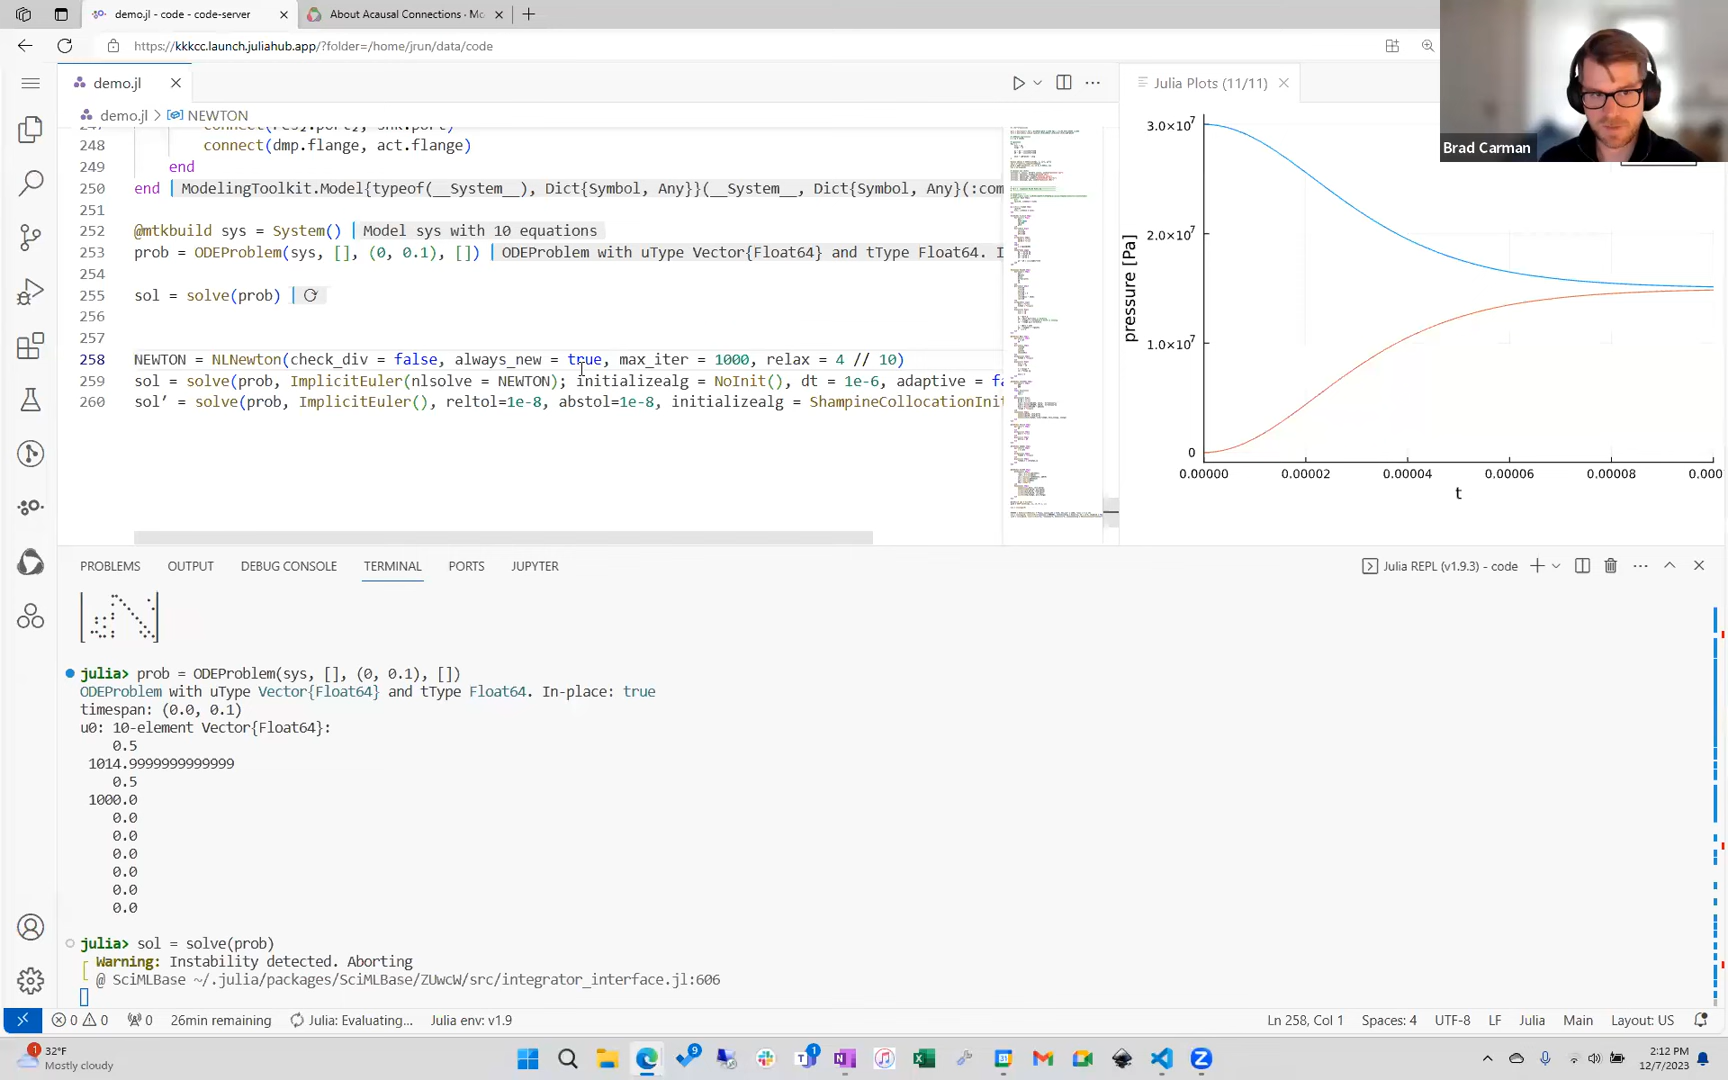 demo.jl - code - code-server
About Acausal Connections - Mo
https://kkkcc.launch.juliahub.app/?folder=/home/jrun/data/code
demo.jl
Julia Plots (11/11)
demo.jl > NEWTON
Brad Carman
248 connect(dmp.flange, act.flange)
249 end
250 end ModelingToolkit.Model{typeof(__System__), Dict{Symbol, Any}}(__System__, Dict{Symbol, Any}(:com
251
252 @mtkbuild sys = System() Model sys with 10 equations
253 prob = ODEProblem(sys, [], (0, 0.1), []) ODEProblem with uType Vector{Float64} and tType Float64. I
254
255 sol = solve(prob)
256
257
258 NEWTON = NLNewton(check_div = false, always_new = true, max_iter = 1000, relax = 4 // 10)
259 sol = solve(prob, ImplicitEuler(nlsolve = NEWTON); initializealg = NoInit(), dt = 1e-6, adaptive = fa
260 sol′ = solve(prob, ImplicitEuler(), reltol=1e-8, abstol=1e-8, initializealg = ShampineCollocationInit
3.0×10⁷
2.0×10⁷
1.0×10⁷
0
pressure [Pa]
0.00000 0.00002 0.00004 0.00006 0.00008 0.000
t
PROBLEMS OUTPUT DEBUG CONSOLE TERMINAL PORTS JUPYTER
Julia REPL (v1.9.3) - code
julia> prob = ODEProblem(sys, [], (0, 0.1), [])
ODEProblem with uType Vector{Float64} and tType Float64. In-place: true
timespan: (0.0, 0.1)
u0: 10-element Vector{Float64}:
0.5
1014.9999999999999
0.5
1000.0
0.0
0.0
0.0
0.0
0.0
0.0
julia> sol = solve(prob)
Warning: Instability detected. Aborting
@ SciMLBase ~/.julia/packages/SciMLBase/ZUwcW/src/integrator_interface.jl:606
0 0 0 26min remaining Julia: Evaluating... Julia env: v1.9
Ln 258, Col 1 Spaces: 4 UTF-8 LF Julia Main Layout: US
1
32°F
Mostly cloudy
9
1
2:12 PM
12/7/2023